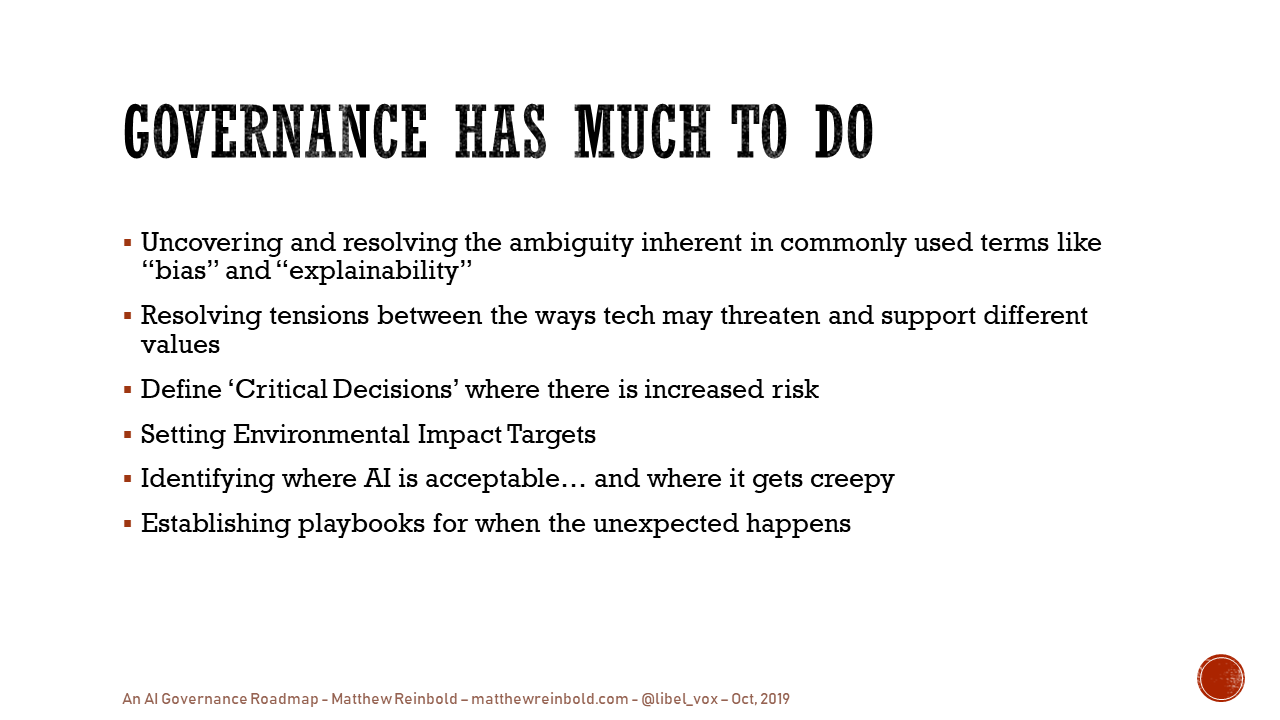 GOVERNANCE HAS MUCH TO DO
▪ Uncovering and resolving the ambiguity inherent in commonly used terms like
“bias” and “explainability”
▪ Resolving tensions between the ways tech may threaten and support different
values
▪ Define ‘Critical Decisions’ where there is increased risk
▪ Setting Environmental Impact Targets
▪ Identifying where AI is acceptable… and where it gets creepy
▪ Establishing playbooks for when the unexpected happens
An AI Governance Roadmap - Matthew Reinbold – matthewreinbold.com - @libel_vox – Oct, 2019